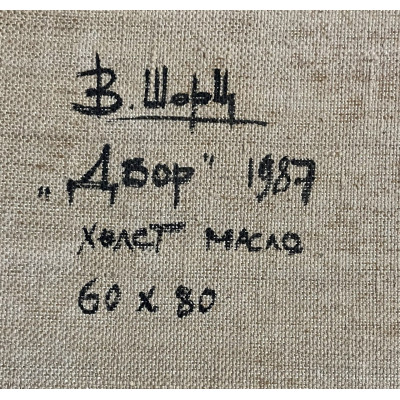 В. Шорц
„Двор" 1987
холст масло
60 х 80